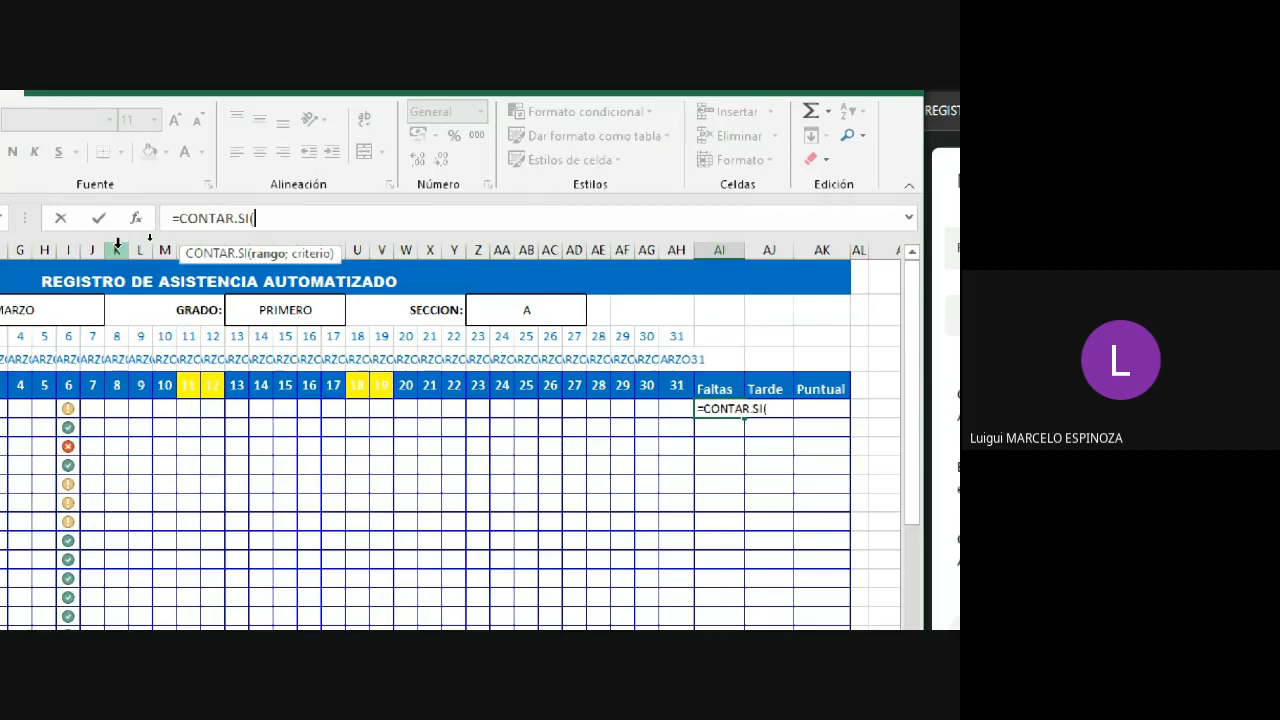 11 A A ab General Formato condicional Insertar
N K S A % 000 Dar formato como tabla Eliminar
Estilos de celda Formato
Fuente Alineación Número Estilos Celdas Edición
fx =CONTAR.SI(
G H I J K L M U V W X Y Z AA AB AC AD AE AF AG AH AI AJ AK AL
CONTAR.SI(rango; criterio)
REGISTRO DE ASISTENCIA AUTOMATIZADO
MARZO GRADO: PRIMERO SECCION: A
4 5 6 7 8 9 10 11 12 13 14 15 16 17 18 19 20 21 22 23 24 25 26 27 28 29 30 31
4 5 6 7 8 9 10 11 12 13 14 15 16 17 18 19 20 21 22 23 24 25 26 27 28 29 30 31 Faltas Tarde Puntual
=CONTAR.SI(
REGIST
L
Luigui MARCELO ESPINOZA